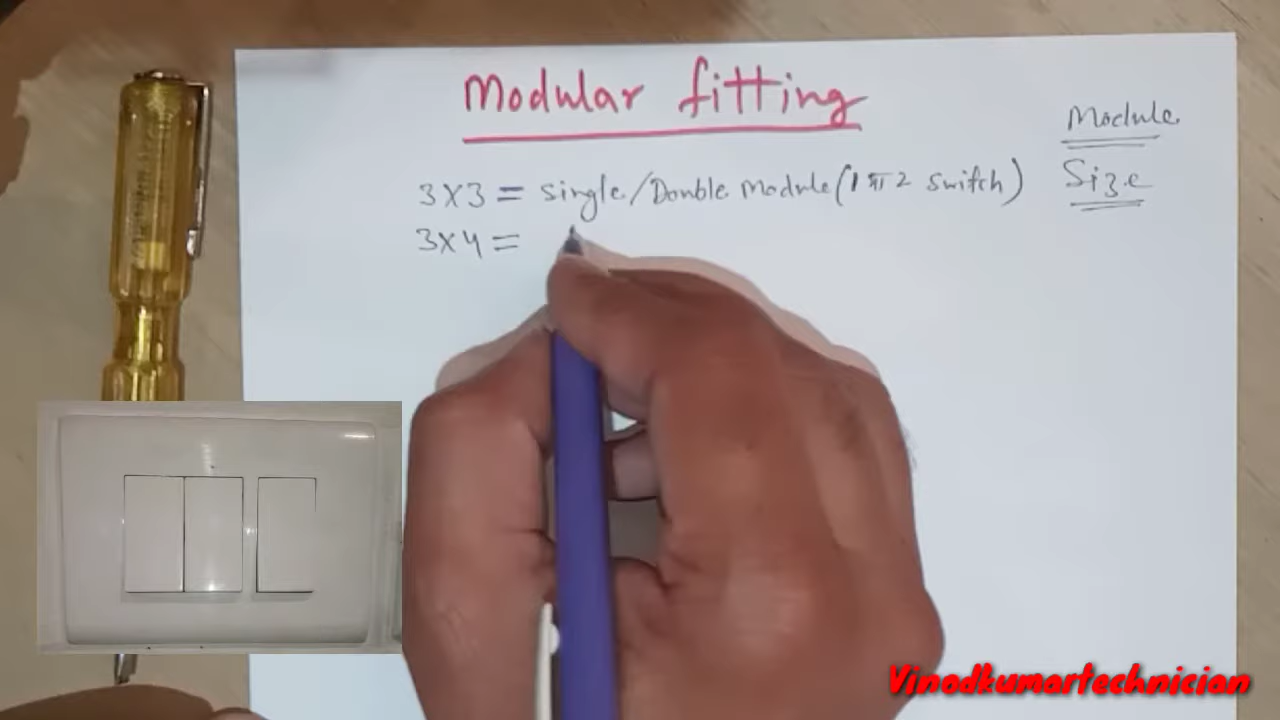 Modular fitting
Module
Size
3x3 = Single/Double Module (1 या 2 Switch)
3x4 =
Vinodkumartechnician